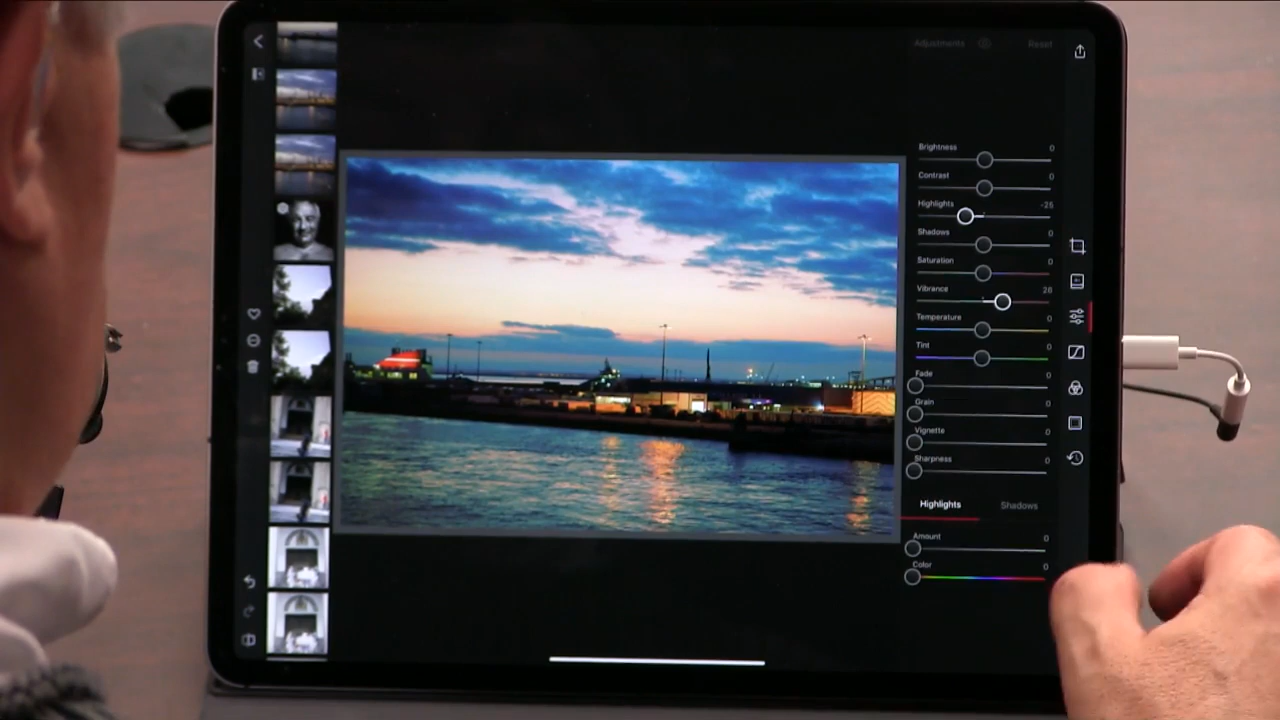 Adjustments Reset
Brightness 0
Contrast 0
Highlights -25
Shadows 0
Saturation 0
Vibrance 28
Temperature 0
Tint 0
Fade 0
Grain 0
Vignette 0
Sharpness 0
Highlights Shadows
Amount 0
Color 0